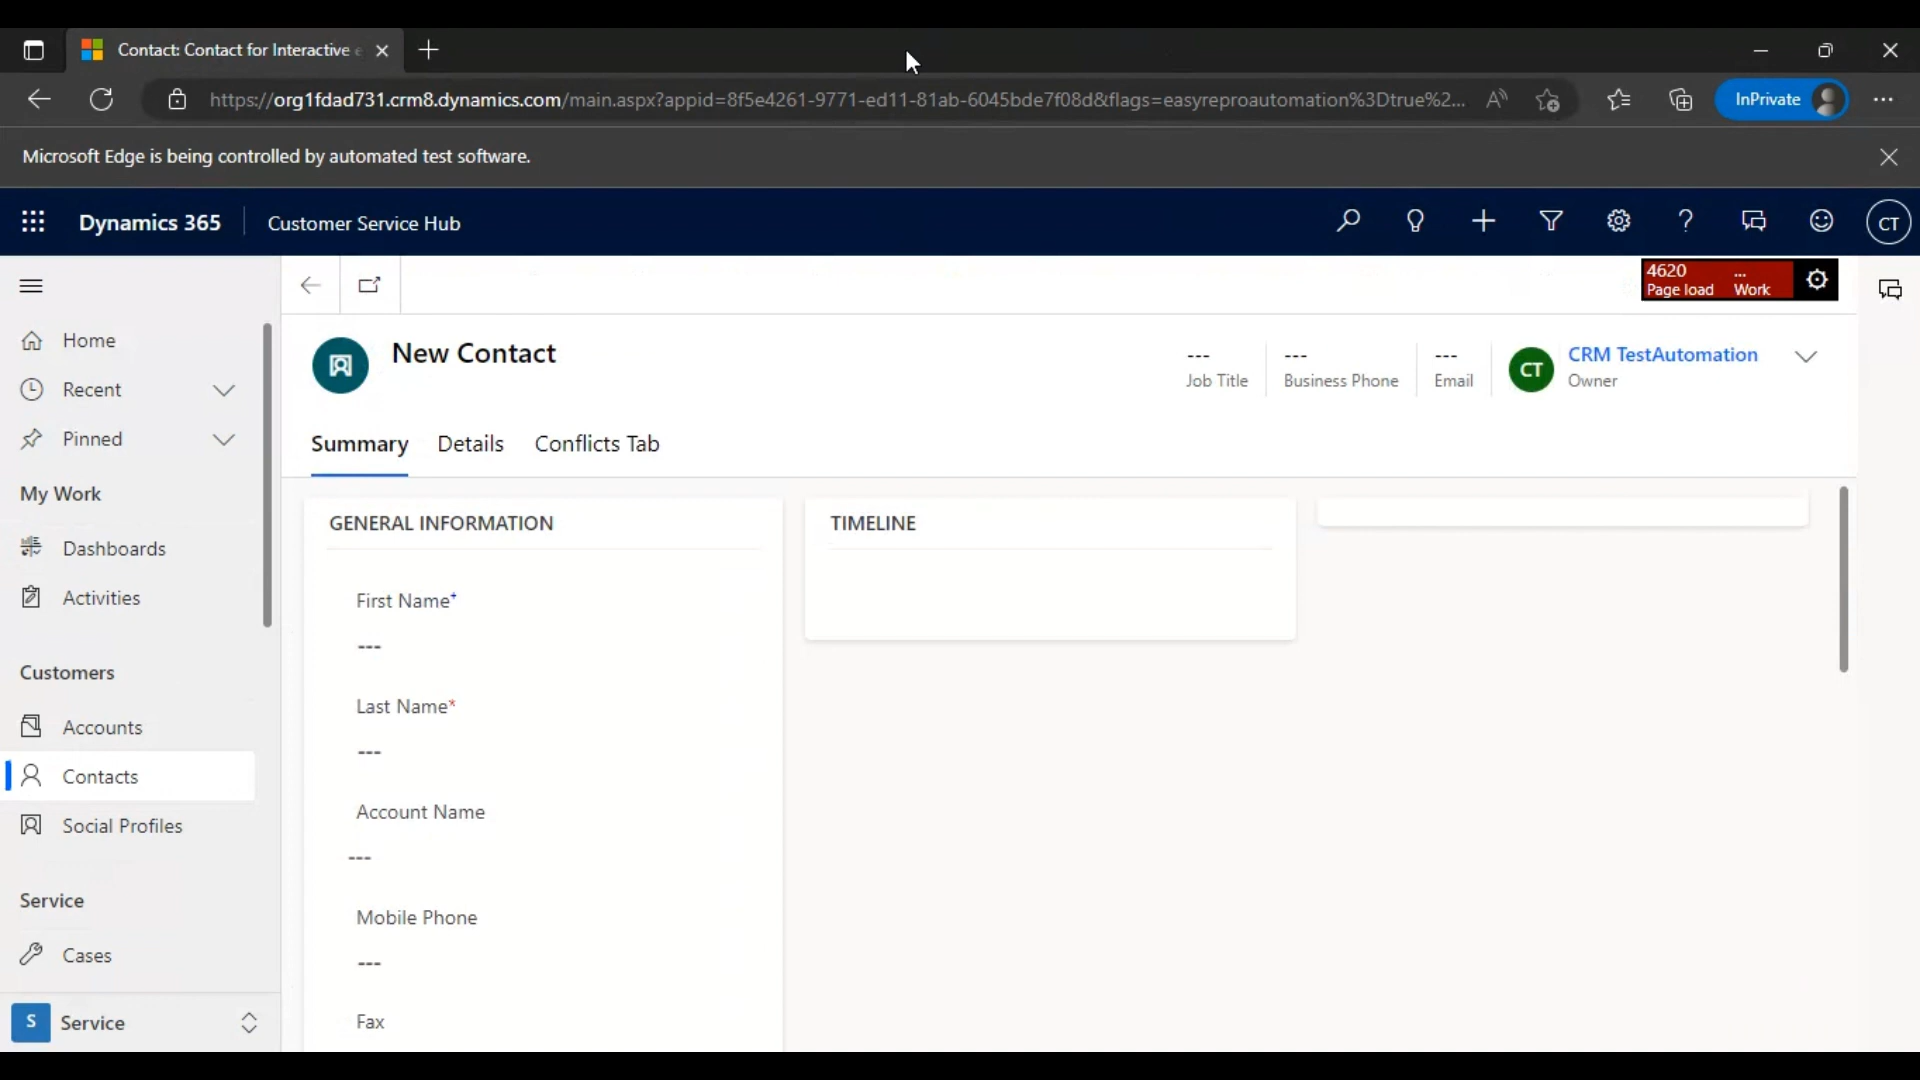 Contact: Contact for Interactive e
https://org1fdad731.crm8.dynamics.com/main.aspx?appid=8f5e4261-9771-ed11-81ab-6045bde7f08d&flags=easyreproautomation%3Dtrue%2...
InPrivate
Microsoft Edge is being controlled by automated test software.
Dynamics 365
Customer Service Hub
CT
4620 ...
Page load Work
Home
Recent
Pinned
My Work
Dashboards
Activities
Customers
Accounts
Contacts
Social Profiles
Service
Cases
S Service
New Contact
---
Job Title
---
Business Phone
---
Email
CT
CRM TestAutomation
Owner
Summary
Details
Conflicts Tab
GENERAL INFORMATION
First Name+
---
Last Name*
---
Account Name
---
Mobile Phone
---
Fax
TIMELINE